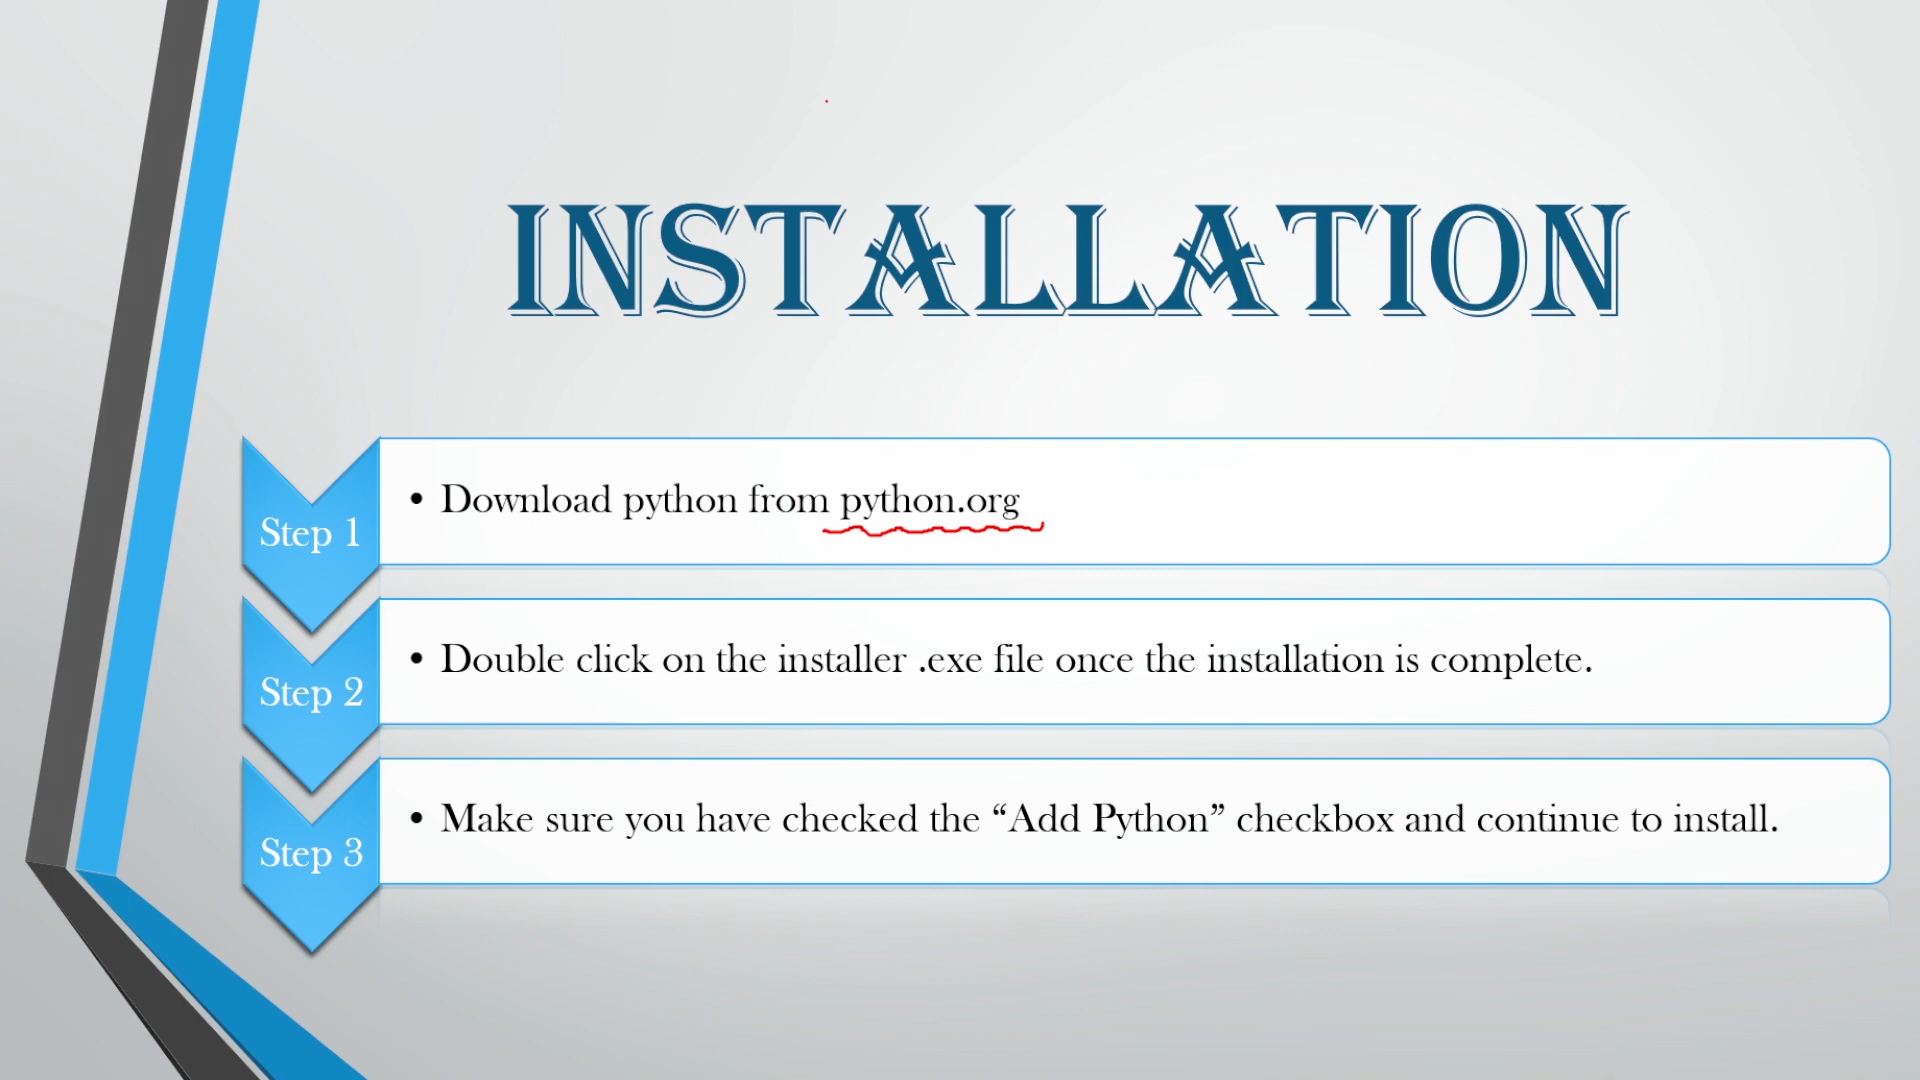 INSTALLATION
Step 1
• Download python from python.org
Step 2
• Double click on the installer .exe file once the installation is complete.
Step 3
• Make sure you have checked the “Add Python” checkbox and continue to install.